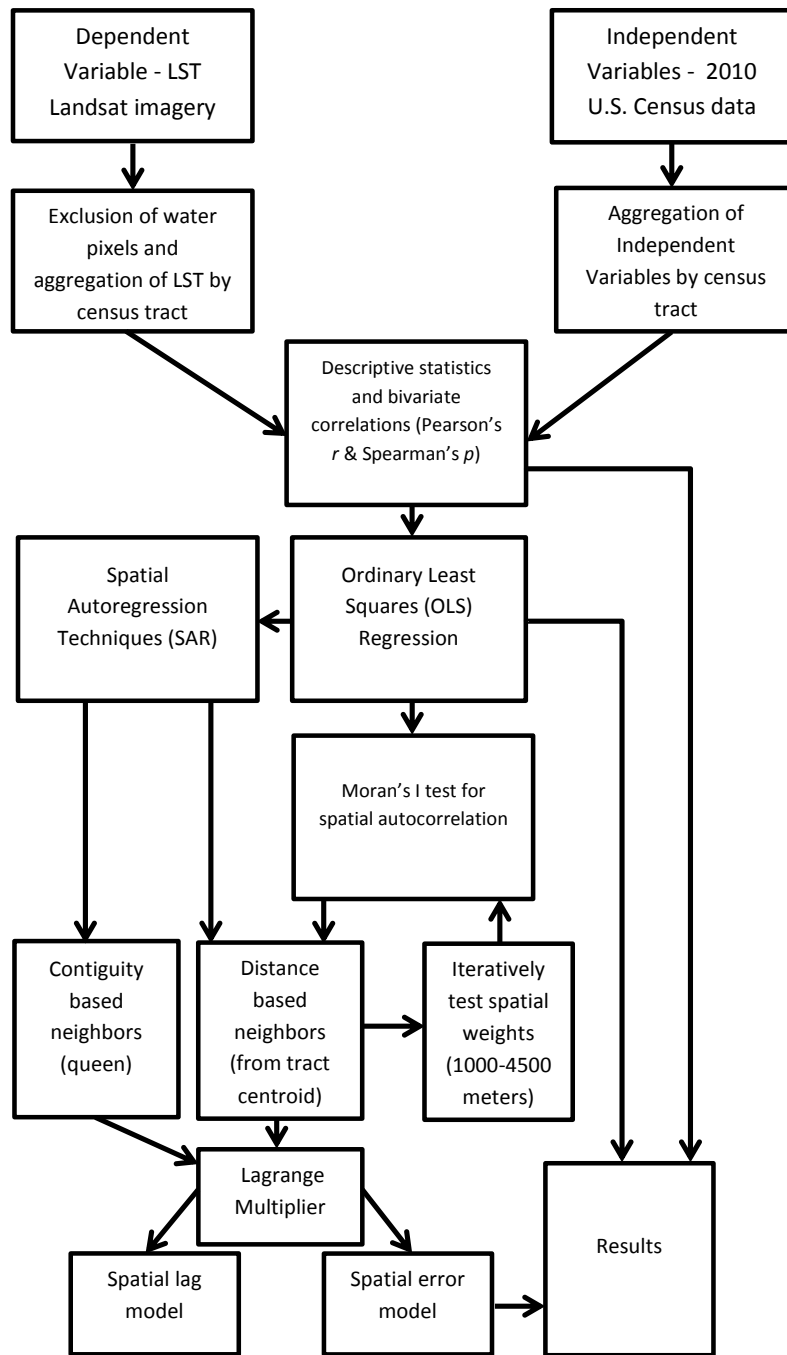 Dependent
Variable - LST
Landsat imagery
Independent
Variables -  2010
U.S. Census data
Exclusion of water
pixels and
aggregation of LST by
census tract
Aggregation of
Independent
Variables by census
tract
Descriptive statistics
and bivariate
correlations (Pearson’s
r & Spearman’s p)
Spatial
Autoregression
Techniques (SAR)
Ordinary Least
Squares (OLS)
Regression
Moran’s I test for
spatial autocorrelation
Contiguity
based
neighbors
(queen)
Distance
based
neighbors
(from tract
centroid)
Iteratively
test spatial
weights
(1000-4500
meters)
Lagrange
Multiplier
Spatial lag
model
Spatial error
model
Results